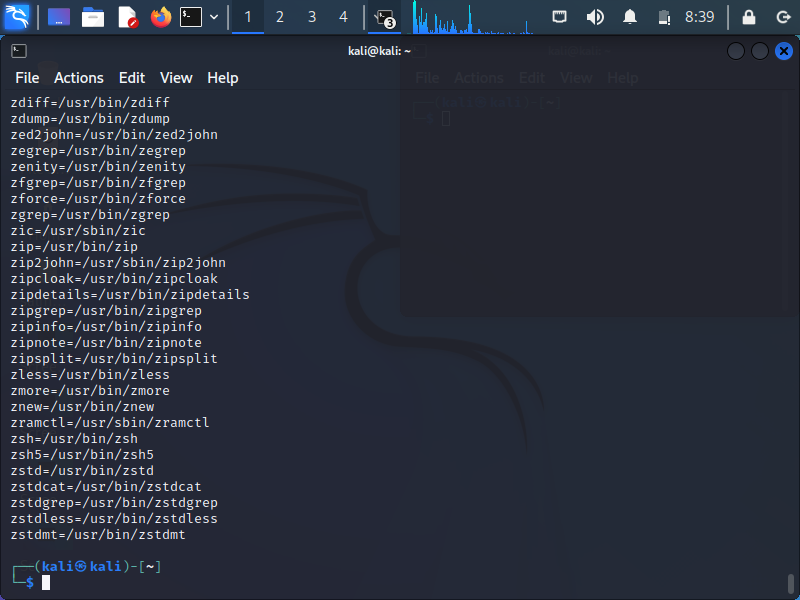 1 2 3 4 3 8:39
kali@kali: ~
File Actions Edit View Help
File Actions Edit View Help
zdiff=/usr/bin/zdiff
zdump=/usr/bin/zdump
zed2john=/usr/bin/zed2john
zegrep=/usr/bin/zegrep
zenity=/usr/bin/zenity
zfgrep=/usr/bin/zfgrep
zforce=/usr/bin/zforce
zgrep=/usr/bin/zgrep
zic=/usr/sbin/zic
zip=/usr/bin/zip
zip2john=/usr/sbin/zip2john
zipcloak=/usr/bin/zipcloak
zipdetails=/usr/bin/zipdetails
zipgrep=/usr/bin/zipgrep
zipinfo=/usr/bin/zipinfo
zipnote=/usr/bin/zipnote
zipsplit=/usr/bin/zipsplit
zless=/usr/bin/zless
zmore=/usr/bin/zmore
znew=/usr/bin/znew
zramctl=/usr/sbin/zramctl
zsh=/usr/bin/zsh
zsh5=/usr/bin/zsh5
zstd=/usr/bin/zstd
zstdcat=/usr/bin/zstdcat
zstdgrep=/usr/bin/zstdgrep
zstdless=/usr/bin/zstdless
zstdmt=/usr/bin/zstdmt
┌──(kali㉿kali)-[~]
└─$